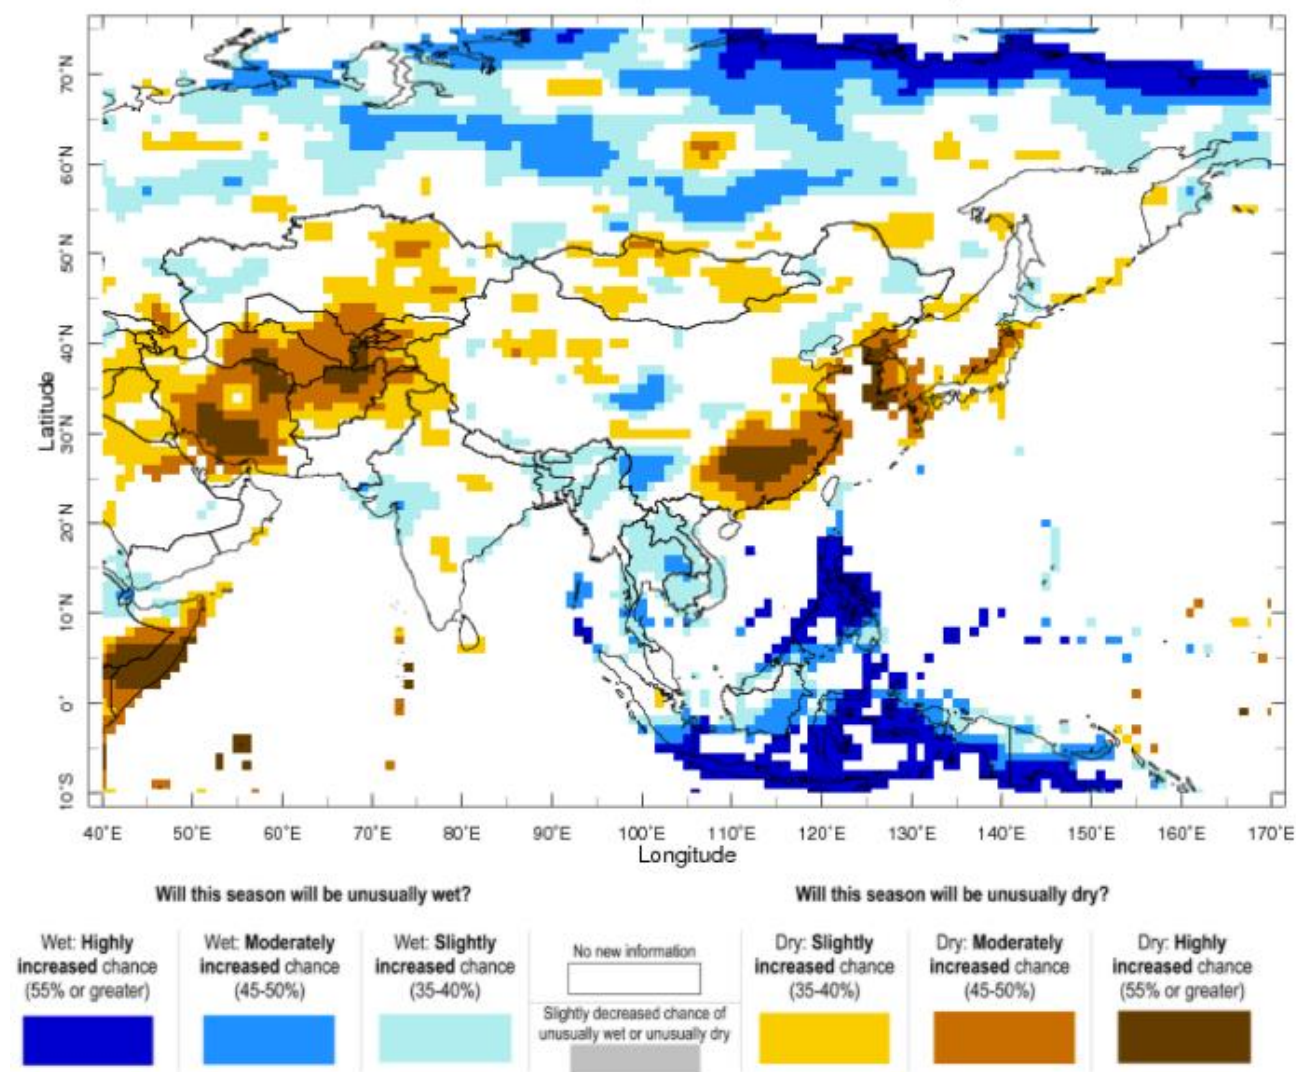 70˚N
60˚N
50˚N
40˚N
30˚N
20˚N
10˚N
0˚
10˚S
Latitude
40˚E 50˚E 60˚E 70˚E 80˚E 90˚E 100˚E 110˚E 120˚E 130˚E 140˚E 150˚E 160˚E 170˚E
Longitude
Will this season will be unusually wet?
Will this season will be unusually dry?
Wet: Highly
increased chance
(55% or greater)
Wet: Moderately
increased chance
(45-50%)
Wet: Slightly
increased chance
(35-40%)
No new information
Slightly decreased chance of
unusually wet or unusually dry
Dry: Slightly
increased chance
(35-40%)
Dry: Moderately
increased chance
(45-50%)
Dry: Highly
increased chance
(55% or greater)